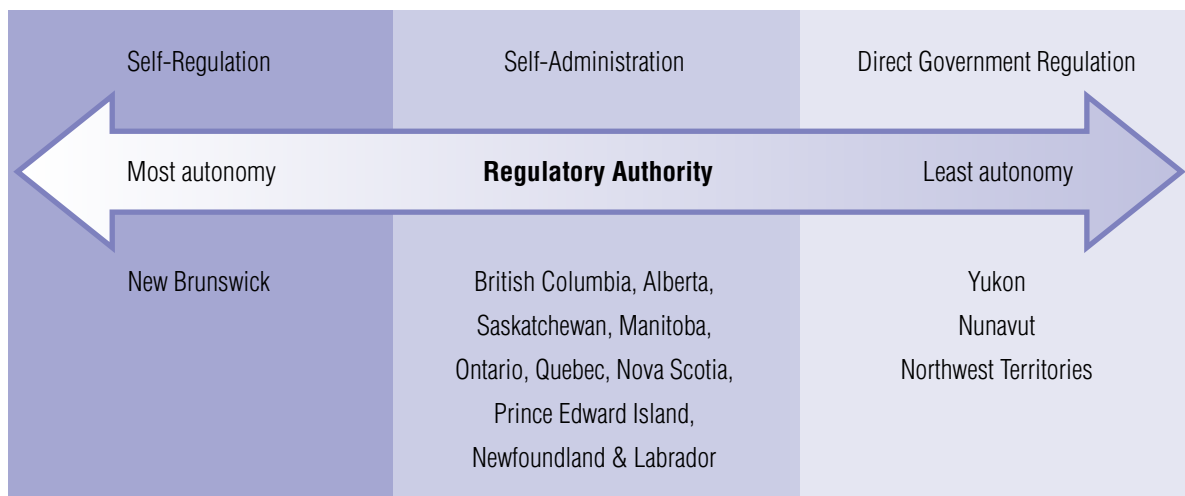 Self-Regulation
Self-Administration
Direct Government Regulation
Most autonomy
Regulatory Authority
Least autonomy
New Brunswick
British Columbia, Alberta,
Saskatchewan, Manitoba,
Ontario, Quebec, Nova Scotia,
Prince Edward Island,
Newfoundland & Labrador
Yukon
Nunavut
Northwest Territories